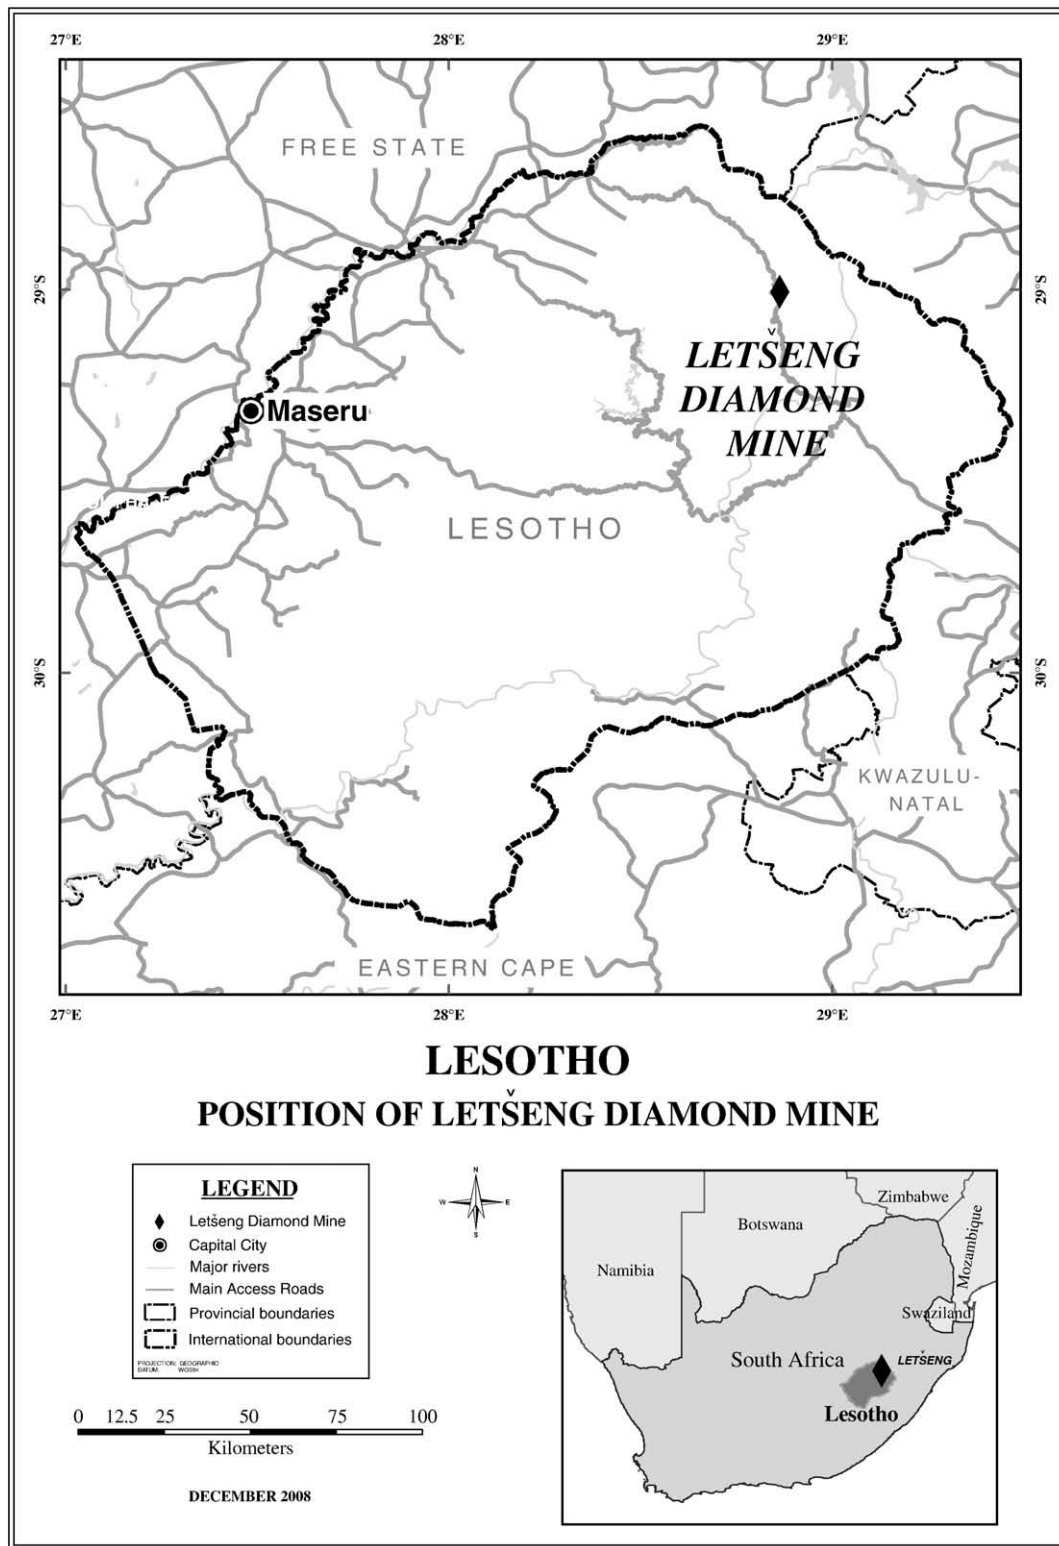 27°E 28°E 29°E
FREE STATE
29°S 29°S
LETŠENG
DIAMOND
MINE
Maseru
LESOTHO
30°S 30°S
KWAZULU-
NATAL
EASTERN CAPE
27°E 28°E 29°E
LESOTHO
POSITION OF LETŠENG DIAMOND MINE
LEGEND
Letšeng Diamond Mine
Capital City
Major rivers
Main Access Roads
Provincial boundaries
International boundaries
PROJECTION: GEOGRAPHIC
DATUM:
0 12.5 25 50 75 100
Kilometers
DECEMBER 2008
N
W E
S
Zimbabwe
Botswana
Mozambique
Namibia
Swaziland
South Africa
LETŠENG
Lesotho